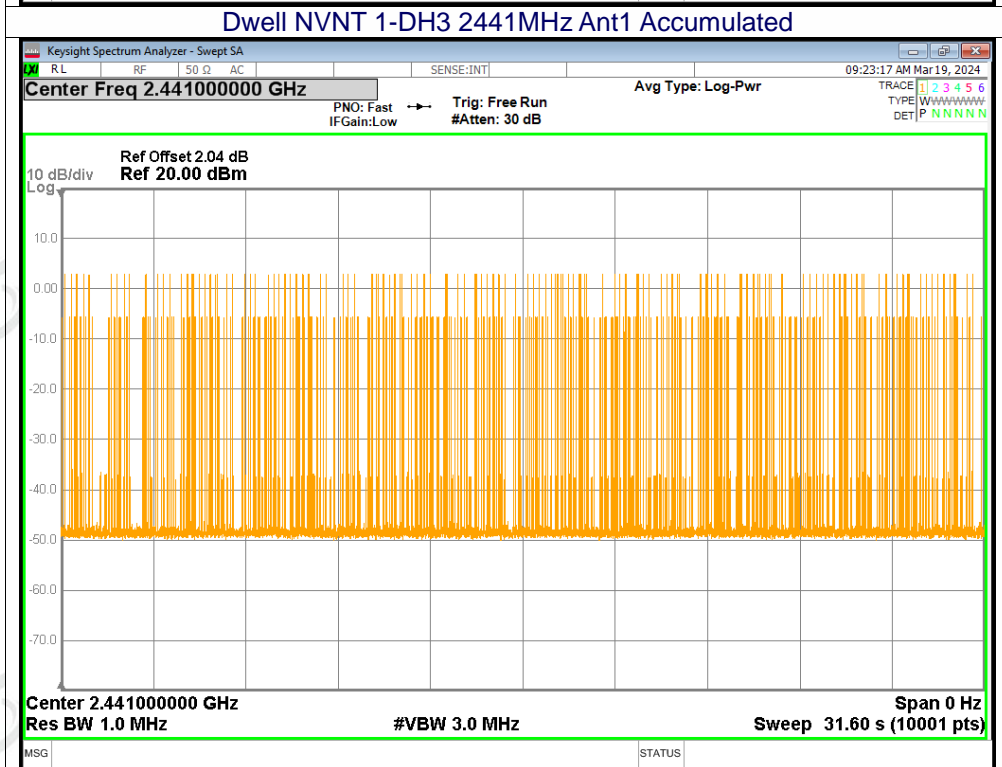 Dwell NVNT 1-DH3 2441MHz Ant1 Accumulated
Keysight Spectrum Analyzer - Swept SA
LXI RL RF 50 Ω AC SENSE:INT 09:23:17 AM Mar 19, 2024
Center Freq 2.441000000 GHz Avg Type: Log-Pwr TRACE 1 2 3 4 5 6
PNO: Fast Trig: Free Run TYPE WWWWWWW
IFGain:Low #Atten: 30 dB DET P N N N N N
Ref Offset 2.04 dB
10 dB/div Ref 20.00 dBm
Log
10.0
0.00
-10.0
-20.0
-30.0
-40.0
-50.0
-60.0
-70.0
Center 2.441000000 GHz Span 0 Hz
Res BW 1.0 MHz #VBW 3.0 MHz Sweep 31.60 s (10001 pts)
MSG STATUS